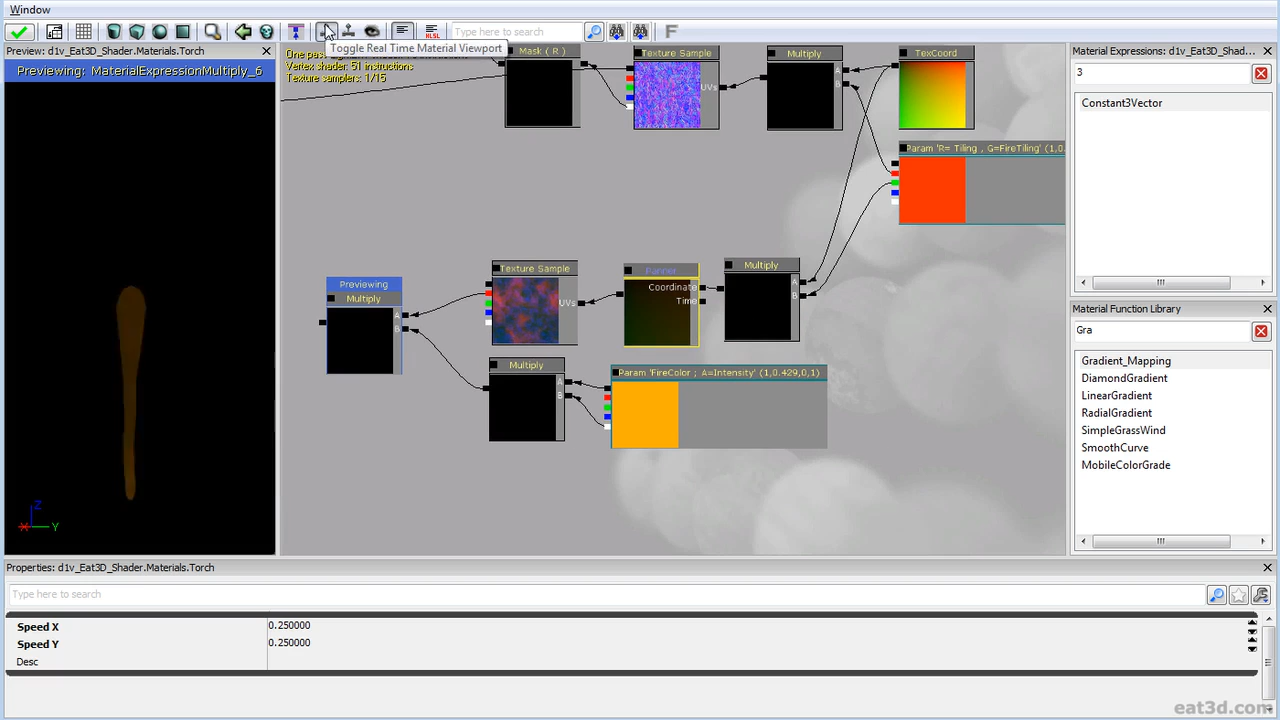 Window
Type here to search
F
Toggle Real Time Material Viewport
HLSL
Preview: d1v_Eat3D_Shader.Materials.Torch
Previewing: MaterialExpressionMultiply_6
Z
X
Y
Vertex shader: 51 instructions
Texture samplers: 1/15
Mask ( R )
Texture Sample
UVs
Multiply
A
B
TexCoord
Param 'R= Tiling , G=FireTiling' (1,0.
Previewing
Multiply
A
B
Texture Sample
UVs
Panner
Coordinate
Time
Multiply
A
B
Multiply
A
B
Param 'FireColor ; A=Intensity' (1,0.429,0,1)
Material Expressions: d1v_Eat3D_Shad...
3
Constant3Vector
Material Function Library
Gra
Gradient_Mapping
DiamondGradient
LinearGradient
RadialGradient
SimpleGrassWind
SmoothCurve
MobileColorGrade
Properties: d1v_Eat3D_Shader.Materials.Torch
Type here to search
Speed X 0.250000
Speed Y 0.250000
Desc
eat3d.com